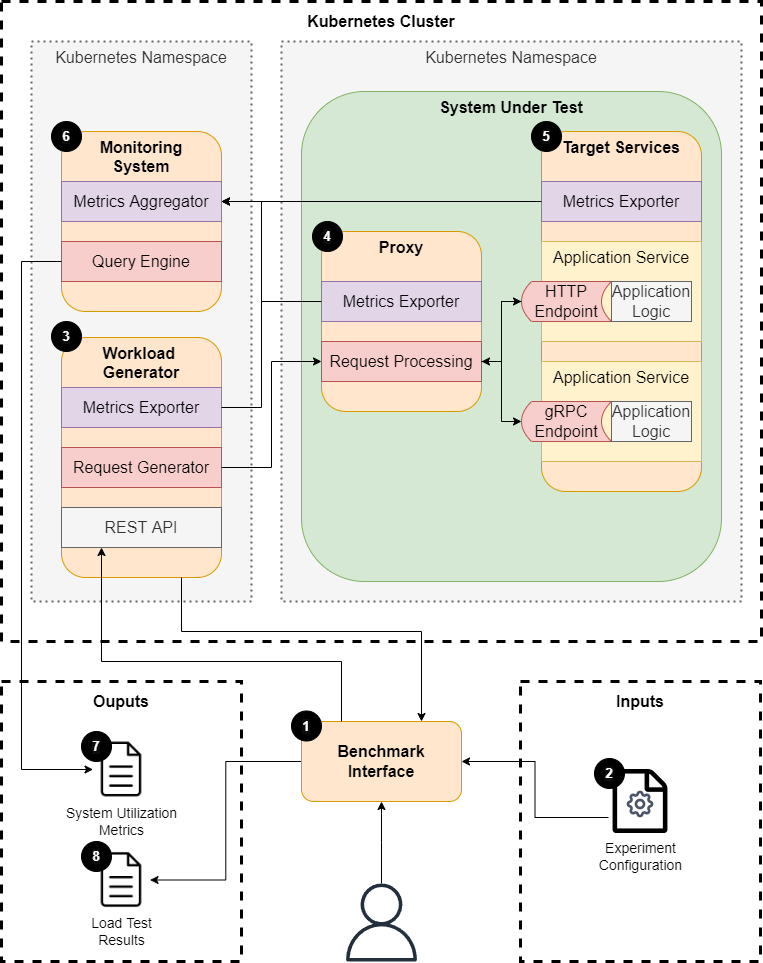 Kubernetes Cluster
Kubernetes Namespace
6
Monitoring
System
Metrics Aggregator
Query Engine
3
Workload
Generator
Metrics Exporter
Request Generator
REST API
Kubernetes Namespace
System Under Test
4
Proxy
Metrics Exporter
Request Processing
5
Target Services
Metrics Exporter
Application Service
HTTP
Endpoint
Application
Logic
Application Service
gRPC
Endpoint
Application
Logic
Ouputs
7
System Utilization
Metrics
8
Load Test
Results
1
Benchmark
Interface
Inputs
2
Experiment
Configuration